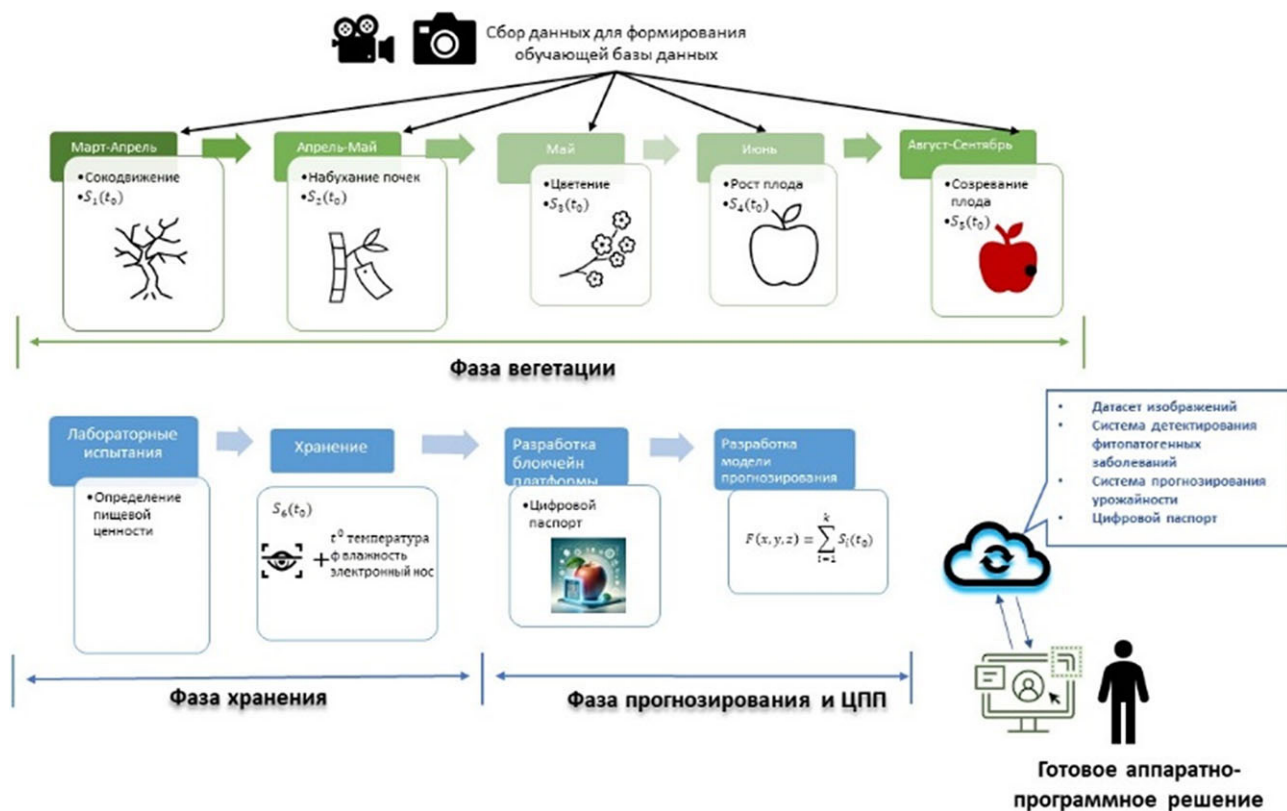 Сбор данных для формирования
обучающей базы данных
Март-Апрель
•Сокодвижение
•S₁(t₀)
Апрель-Май
•Набухание почек
•S₂(t₀)
Май
•Цветение
•S₃(t₀)
Июнь
•Рост плода
•S₄(t₀)
Август-Сентябрь
•Созревание
плода
•S₅(t₀)
Фаза вегетации
Лабораторные
испытания
•Определение
пищевой
ценности
Хранение
S₆(t₀)
+
t⁰ температура
ф влажность
электронный нос
Разработка
блокчейн
платформы
•Цифровой
паспорт
Разработка
модели
прогнозирования
F(x, y, z) = ∑ᵢ₌₁ᵏ Sᵢ(t₀)
• Датасет изображений
• Система детектирования
фитопатогенных
заболеваний
• Система прогнозирования
урожайности
• Цифровой паспорт
Фаза хранения
Фаза прогнозирования и ЦПП
Готовое аппаратно-
программное решение